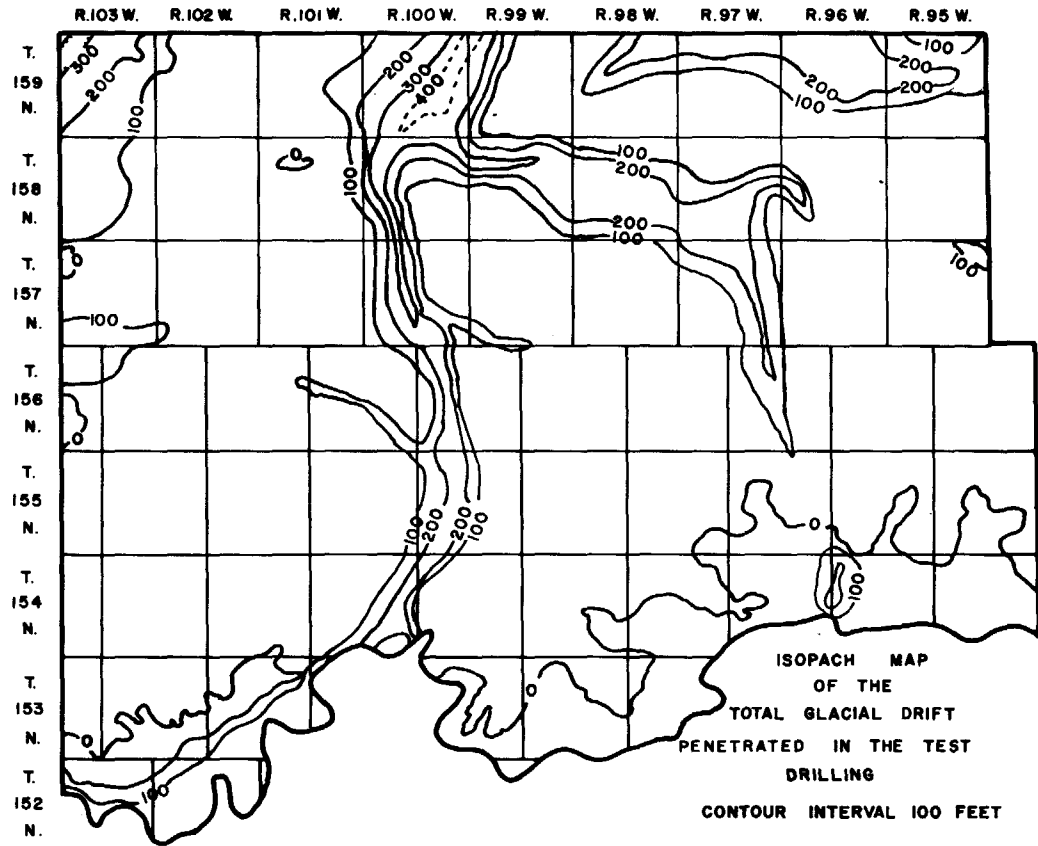 R.103 W. R.102 W. R.101 W. R.100 W. R.99 W. R.98 W. R.97 W. R.96 W. R.95 W.
T.
159
N.
300
200
100
200
300
400
200
100
100
200
200
T.
158
N.
0
100
100
200
200
100
T.
157
N.
0
100
100
T.
156
N.
0
T.
155
N.
100
200
200
100
0
T.
154
N.
100
T.
153
N.
0
0
T.
152
N.
100
ISOPACH MAP
OF THE
TOTAL GLACIAL DRIFT
PENETRATED IN THE TEST
DRILLING
CONTOUR INTERVAL 100 FEET